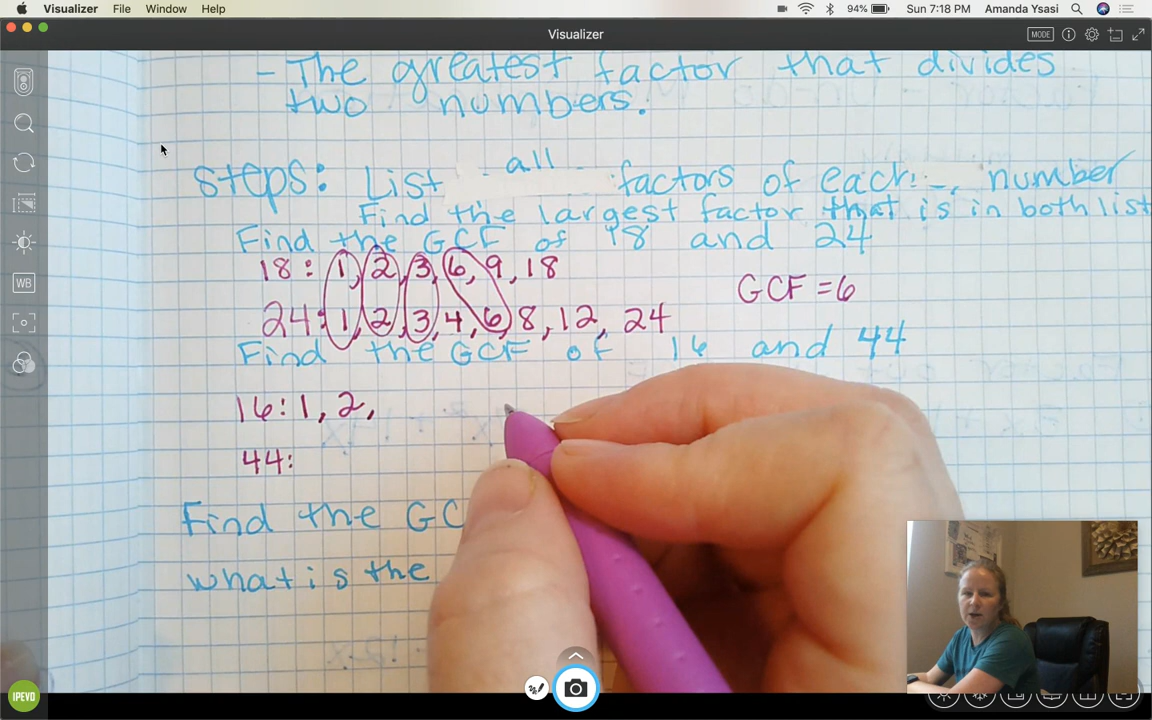 Visualizer File Window Help 94% Sun 7:18 PM Amanda Ysasi
Visualizer
MODE
- The greatest factor that divides
two numbers.
steps: List all factors of each number
Find the largest factor that is in both list
Find the GCF of 18 and 24
18: 1, 2, 3, 6, 9, 18
GCF = 6
24: 1, 2, 3, 4, 6, 8, 12, 24
Find the GCF of 16 and 44
16: 1, 2,
44:
Find the GC
what is the
WB
IPEVO